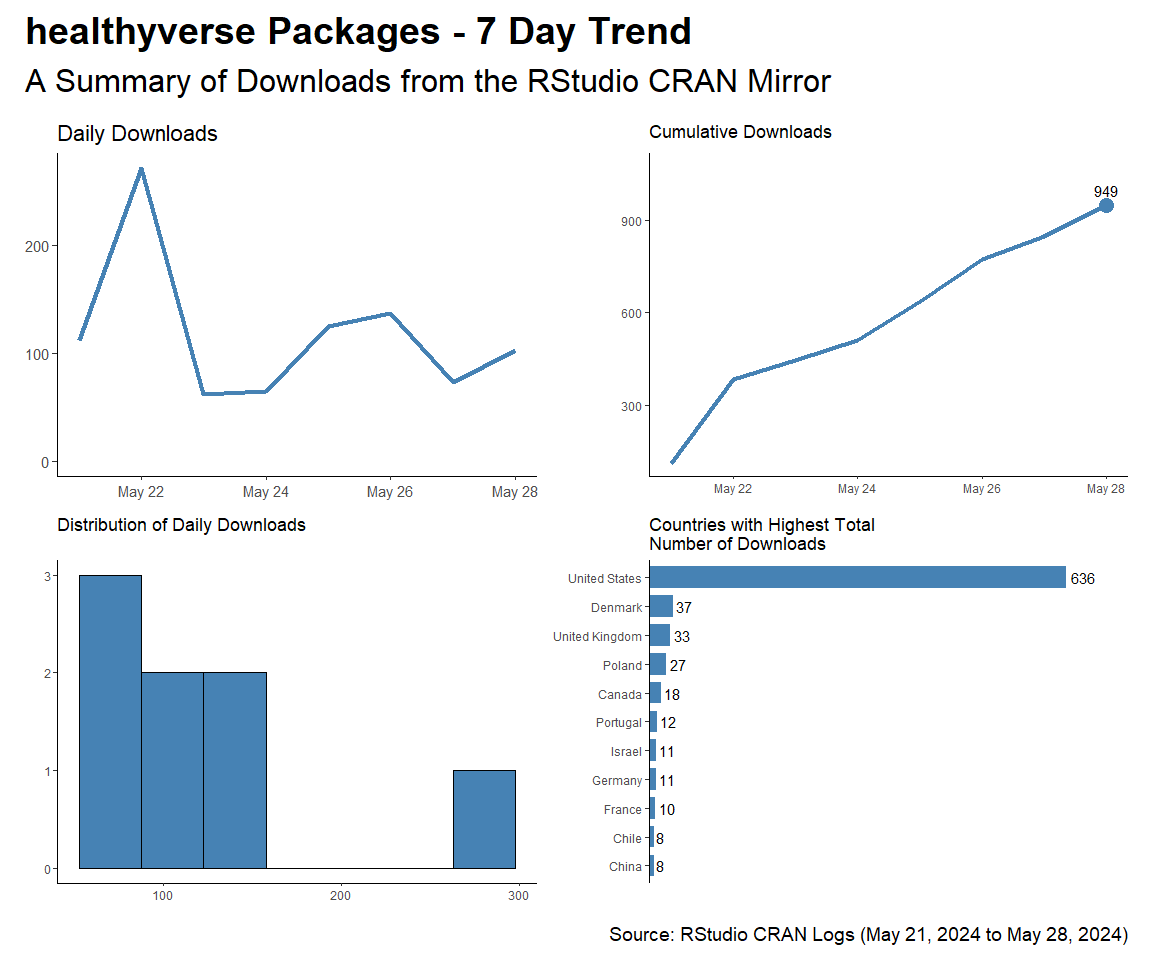 healthyverse Packages - 7 Day Trend
A Summary of Downloads from the RStudio CRAN Mirror
Daily Downloads
200
100
0
May 22
May 24
May 26
May 28
Cumulative Downloads
949
900
600
300
May 22
May 24
May 26
May 28
Distribution of Daily Downloads
3
2
1
0
100
200
300
Countries with Highest Total
Number of Downloads
United States 636
Denmark 37
United Kingdom 33
Poland 27
Canada 18
Portugal 12
Israel 11
Germany 11
France 10
Chile 8
China 8
Source: RStudio CRAN Logs (May 21, 2024 to May 28, 2024)